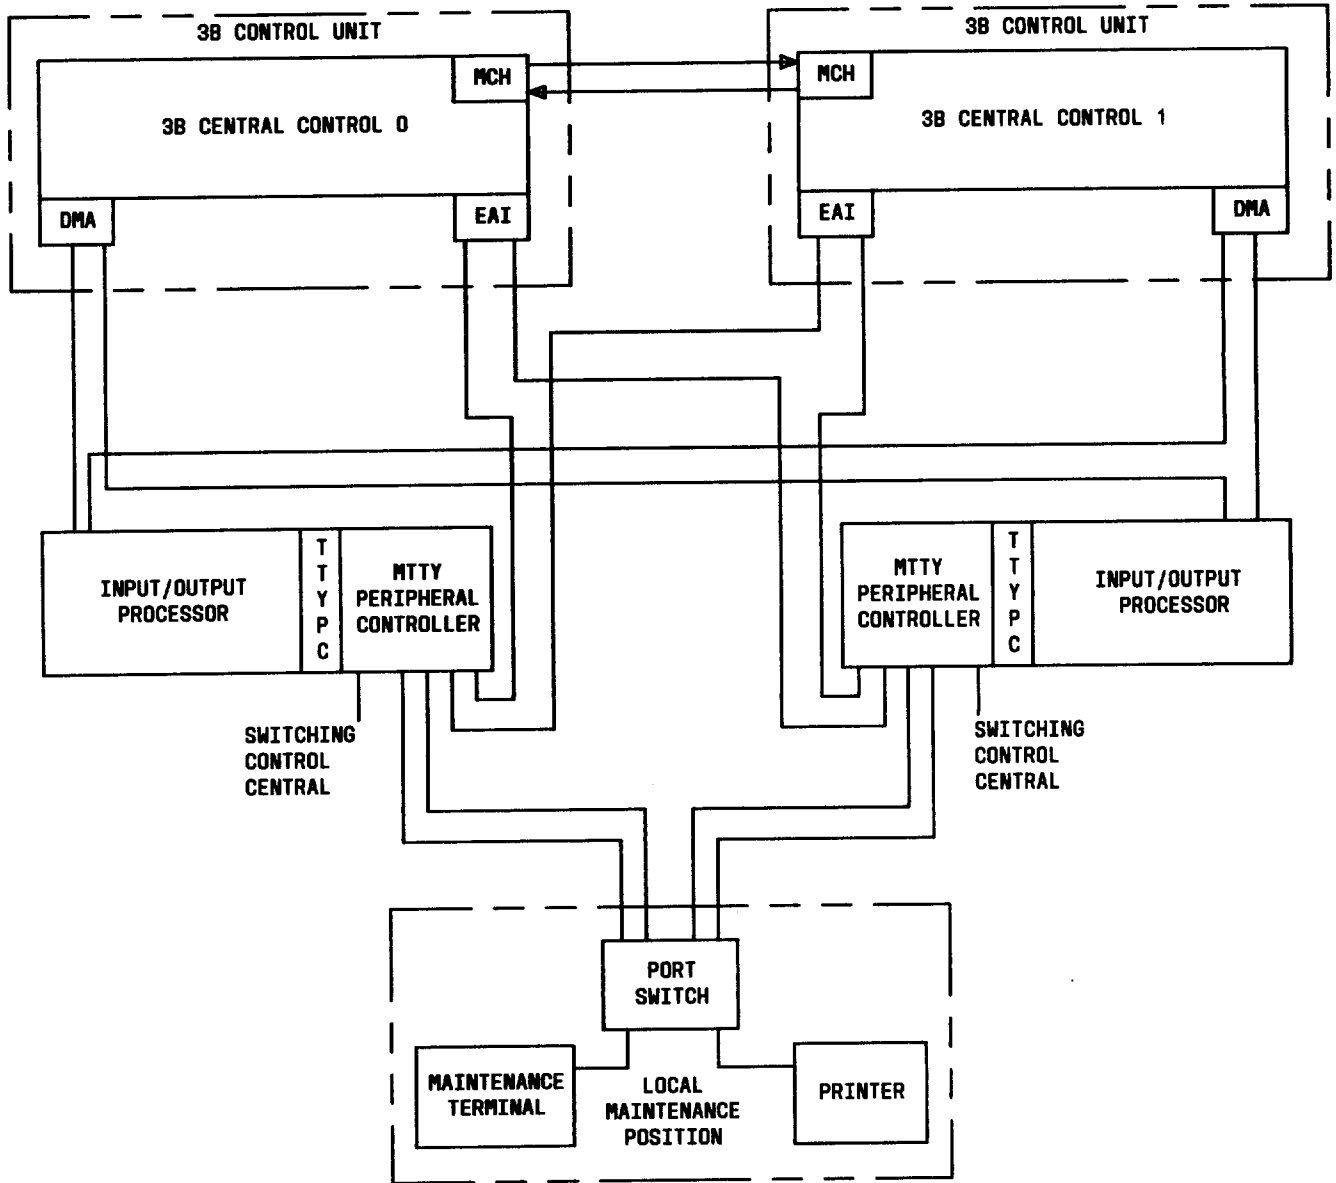 3B CONTROL UNIT
MCH
3B CENTRAL CONTROL 0
DMA
EAI
3B CONTROL UNIT
MCH
3B CENTRAL CONTROL 1
EAI
DMA
INPUT/OUTPUT
PROCESSOR
TTYPC
MTTY
PERIPHERAL
CONTROLLER
SWITCHING
CONTROL
CENTRAL
MTTY
PERIPHERAL
CONTROLLER
TTYPC
INPUT/OUTPUT
PROCESSOR
SWITCHING
CONTROL
CENTRAL
PORT
SWITCH
MAINTENANCE
TERMINAL
LOCAL
MAINTENANCE
POSITION
PRINTER